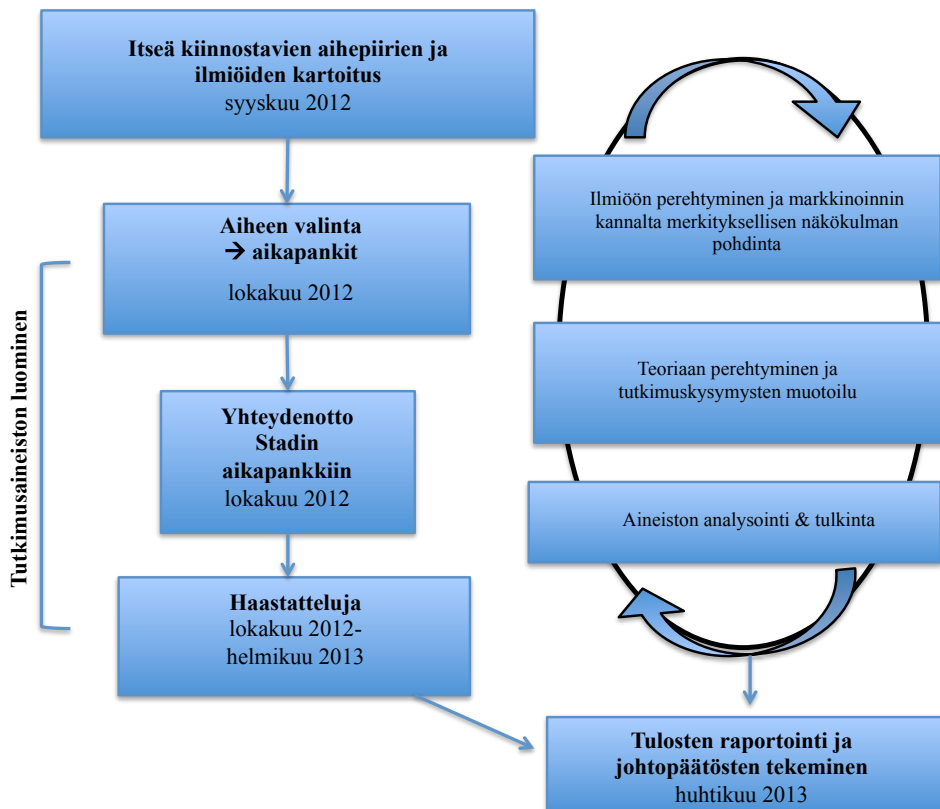 Itseä kiinnostavien aihepiirien ja
ilmiöiden kartoitus
syyskuu 2012
Aiheen valinta
→ aikapankit
lokakuu 2012
Yhteydenotto
Stadin
aikapankkiin
lokakuu 2012
Haastatteluja
lokakuu 2012-
helmikuu 2013
Tutkimusaineiston luominen
Ilmiöön perehtyminen ja markkinoinnin
kannalta merkityksellisen näkökulman
pohdinta
Teoriaan perehtyminen ja
tutkimuskysymysten muotoilu
Aineiston analysointi & tulkinta
Tulosten raportointi ja
johtopäätösten tekeminen
huhtikuu 2013